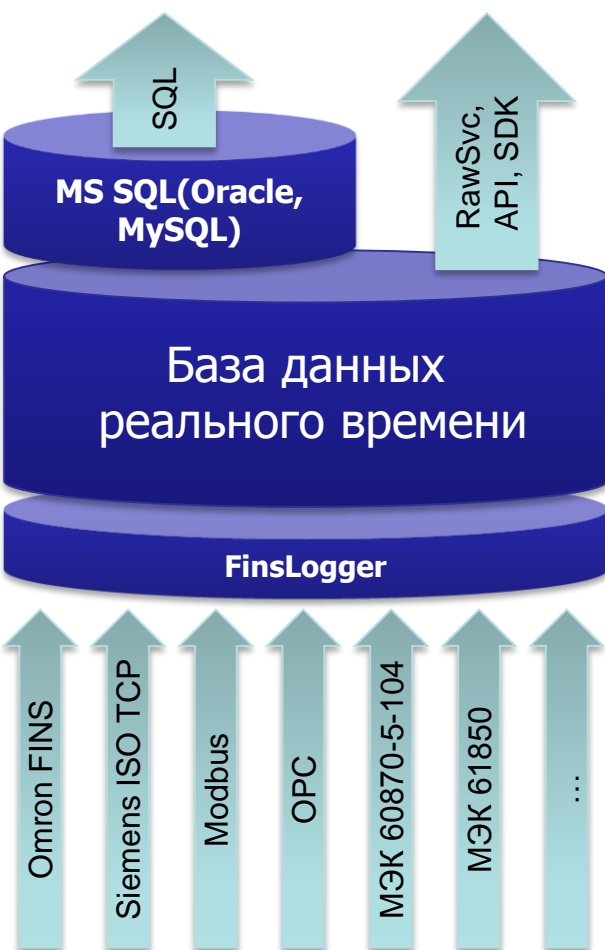 SQL
RawSvc,
API, SDK
MS SQL(Oracle,
MySQL)
База данных
реального времени
FinsLogger
Omron FINS
Siemens ISO TCP
Modbus
OPC
МЭК 60870-5-104
МЭК 61850
...